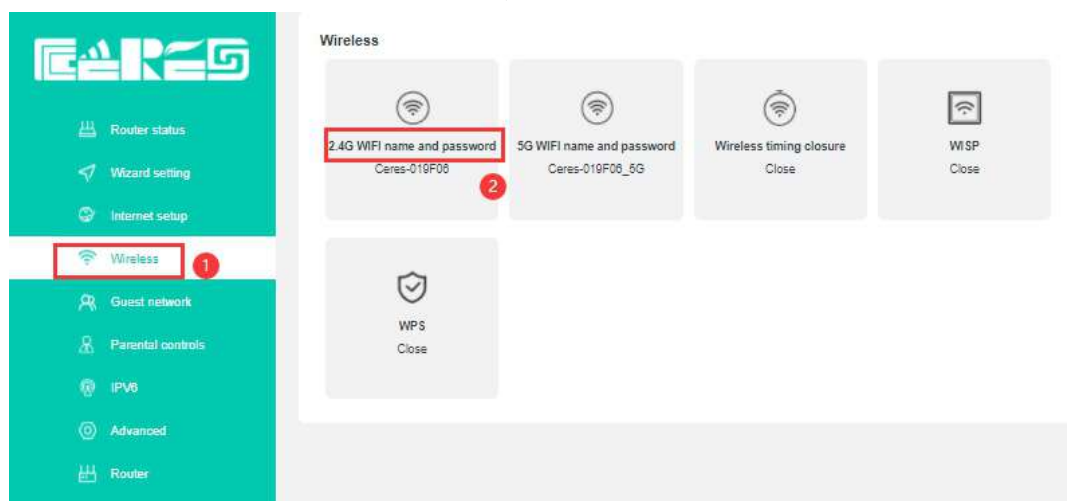 CERES
Router status
Wizard setting
Internet setup
Wireless
1
Guest network
Parental controls
IPV6
Advanced
Router
Wireless
2.4G WIFI name and password
Ceres-019F06
2
5G WIFI name and password
Ceres-019F06_5G
Wireless timing closure
Close
WISP
Close
WPS
Close